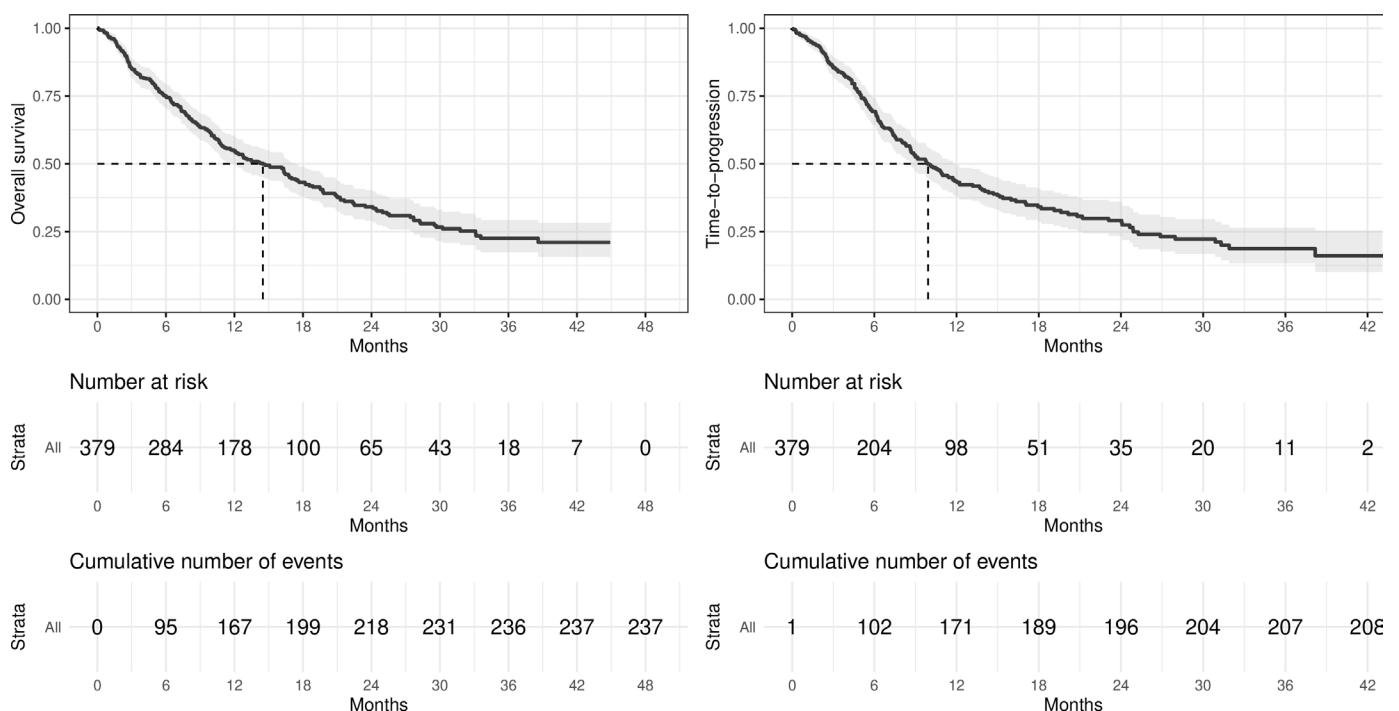 Overall survival
1.00
0.75
0.50
0.25
0.00
0 6 12 18 24 30 36 42 48
Months
Number at risk
Strata
All 379 284 178 100 65 43 18 7 0
0 6 12 18 24 30 36 42 48
Months
Cumulative number of events
Strata
All 0 95 167 199 218 231 236 237 237
0 6 12 18 24 30 36 42 48
Months
Time-to-progression
1.00
0.75
0.50
0.25
0.00
0 6 12 18 24 30 36 42
Months
Number at risk
Strata
All 379 204 98 51 35 20 11 2
0 6 12 18 24 30 36 42
Months
Cumulative number of events
Strata
All 1 102 171 189 196 204 207 208
0 6 12 18 24 30 36 42
Months